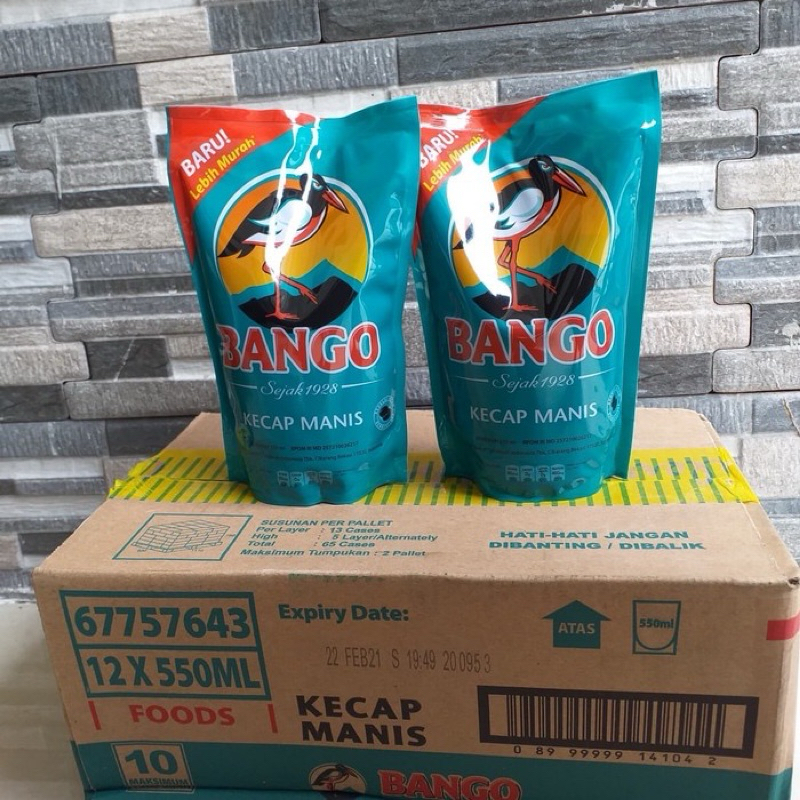 BARU!
Lebih Murah
BANGO
Sejak 1928
KECAP MANIS
BARU!
Lebih Murah
BANGO
Sejak 1928
KECAP MANIS
SUSUNAN PER PALLET
Per Layer : 13 Cases
High : 5 Layer/Alternately
Total : 65 Cases
Maksimum Tumpukan : 2 Pallet
HATI-HATI JANGAN
DIBANTING / DIBALIK
67757643
12 X 550ML
FOODS
10
MAKSIMUM
Expiry Date:
22 FEB21 S 19:49 20095 3
ATAS
550ml
KECAP
MANIS
0 89 99999 14104 2
BANGO